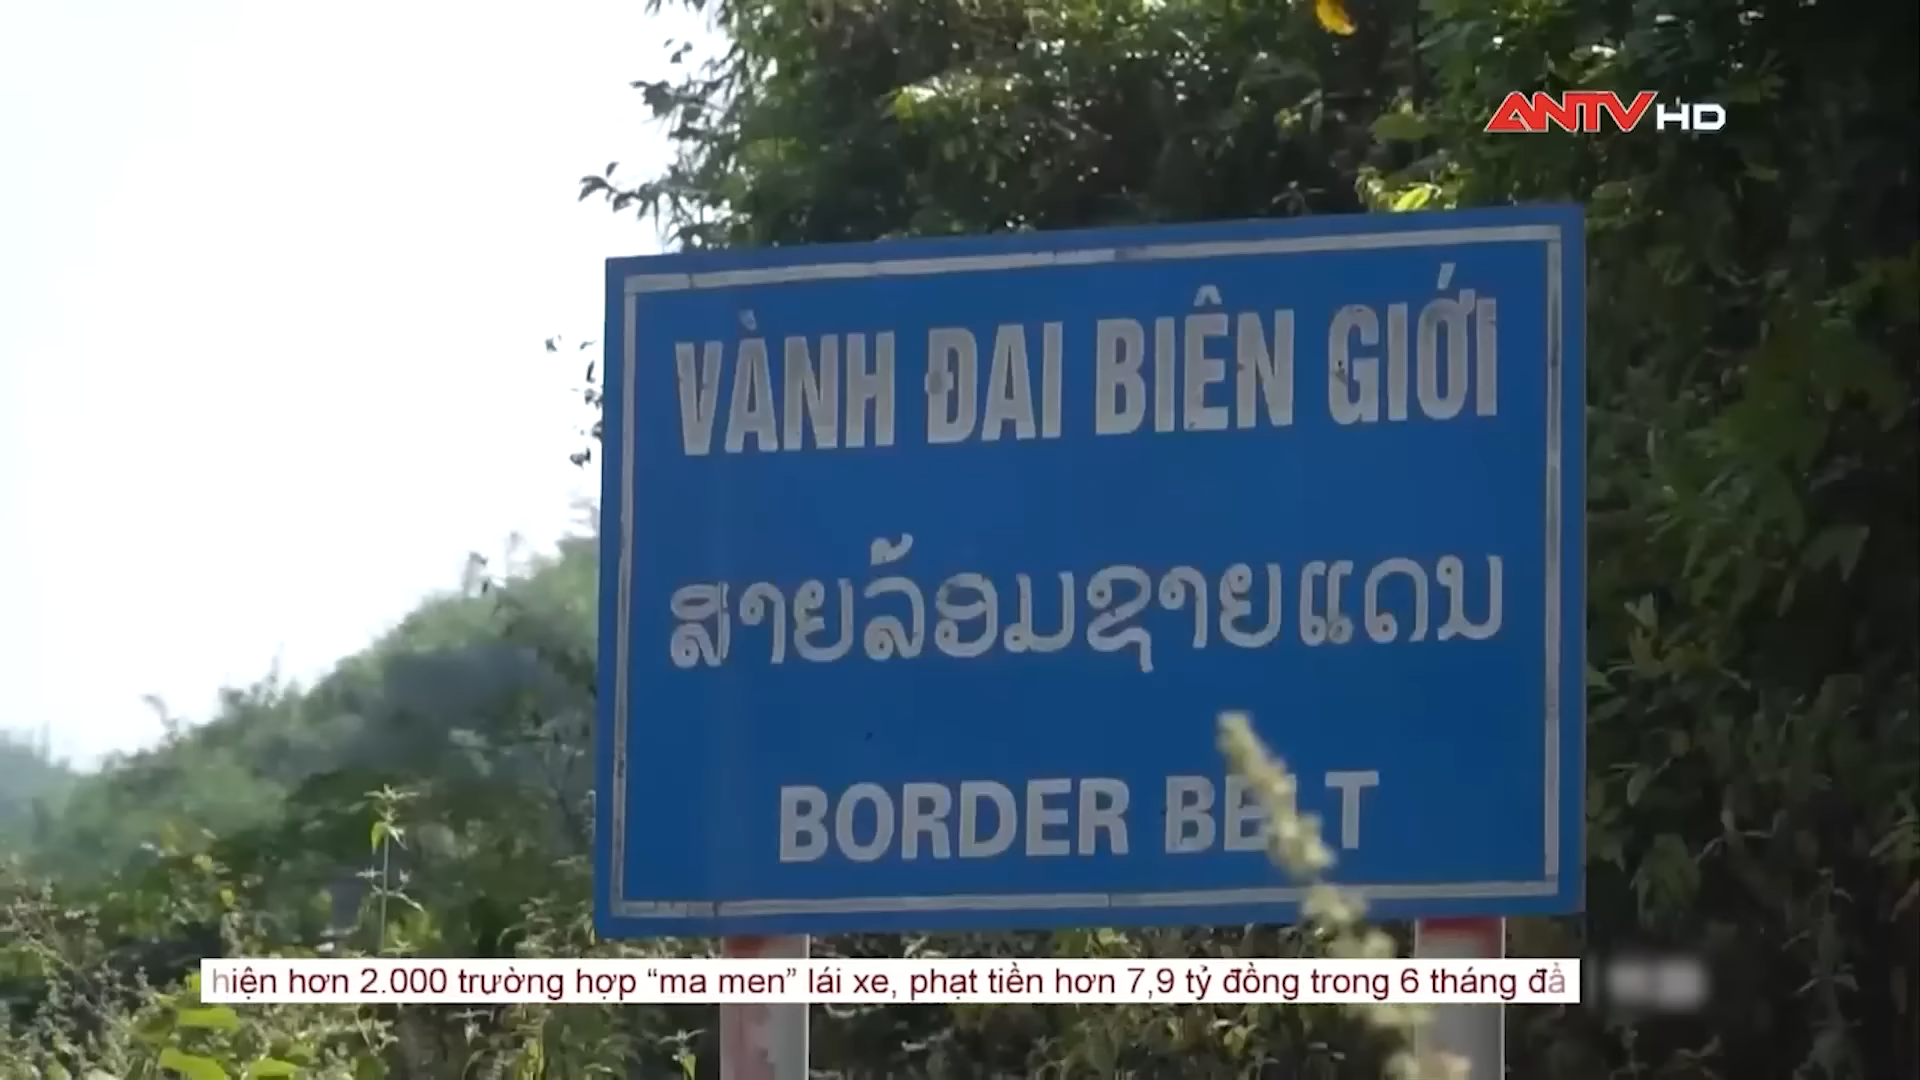 ANTV HD
VÀNH ĐAI BIÊN GIỚI
ສາຍລ້ອມຊາຍແດນ
BORDER BELT
hiện hơn 2.000 trường hợp “ma men” lái xe, phạt tiền hơn 7,9 tỷ đồng trong 6 tháng đầ